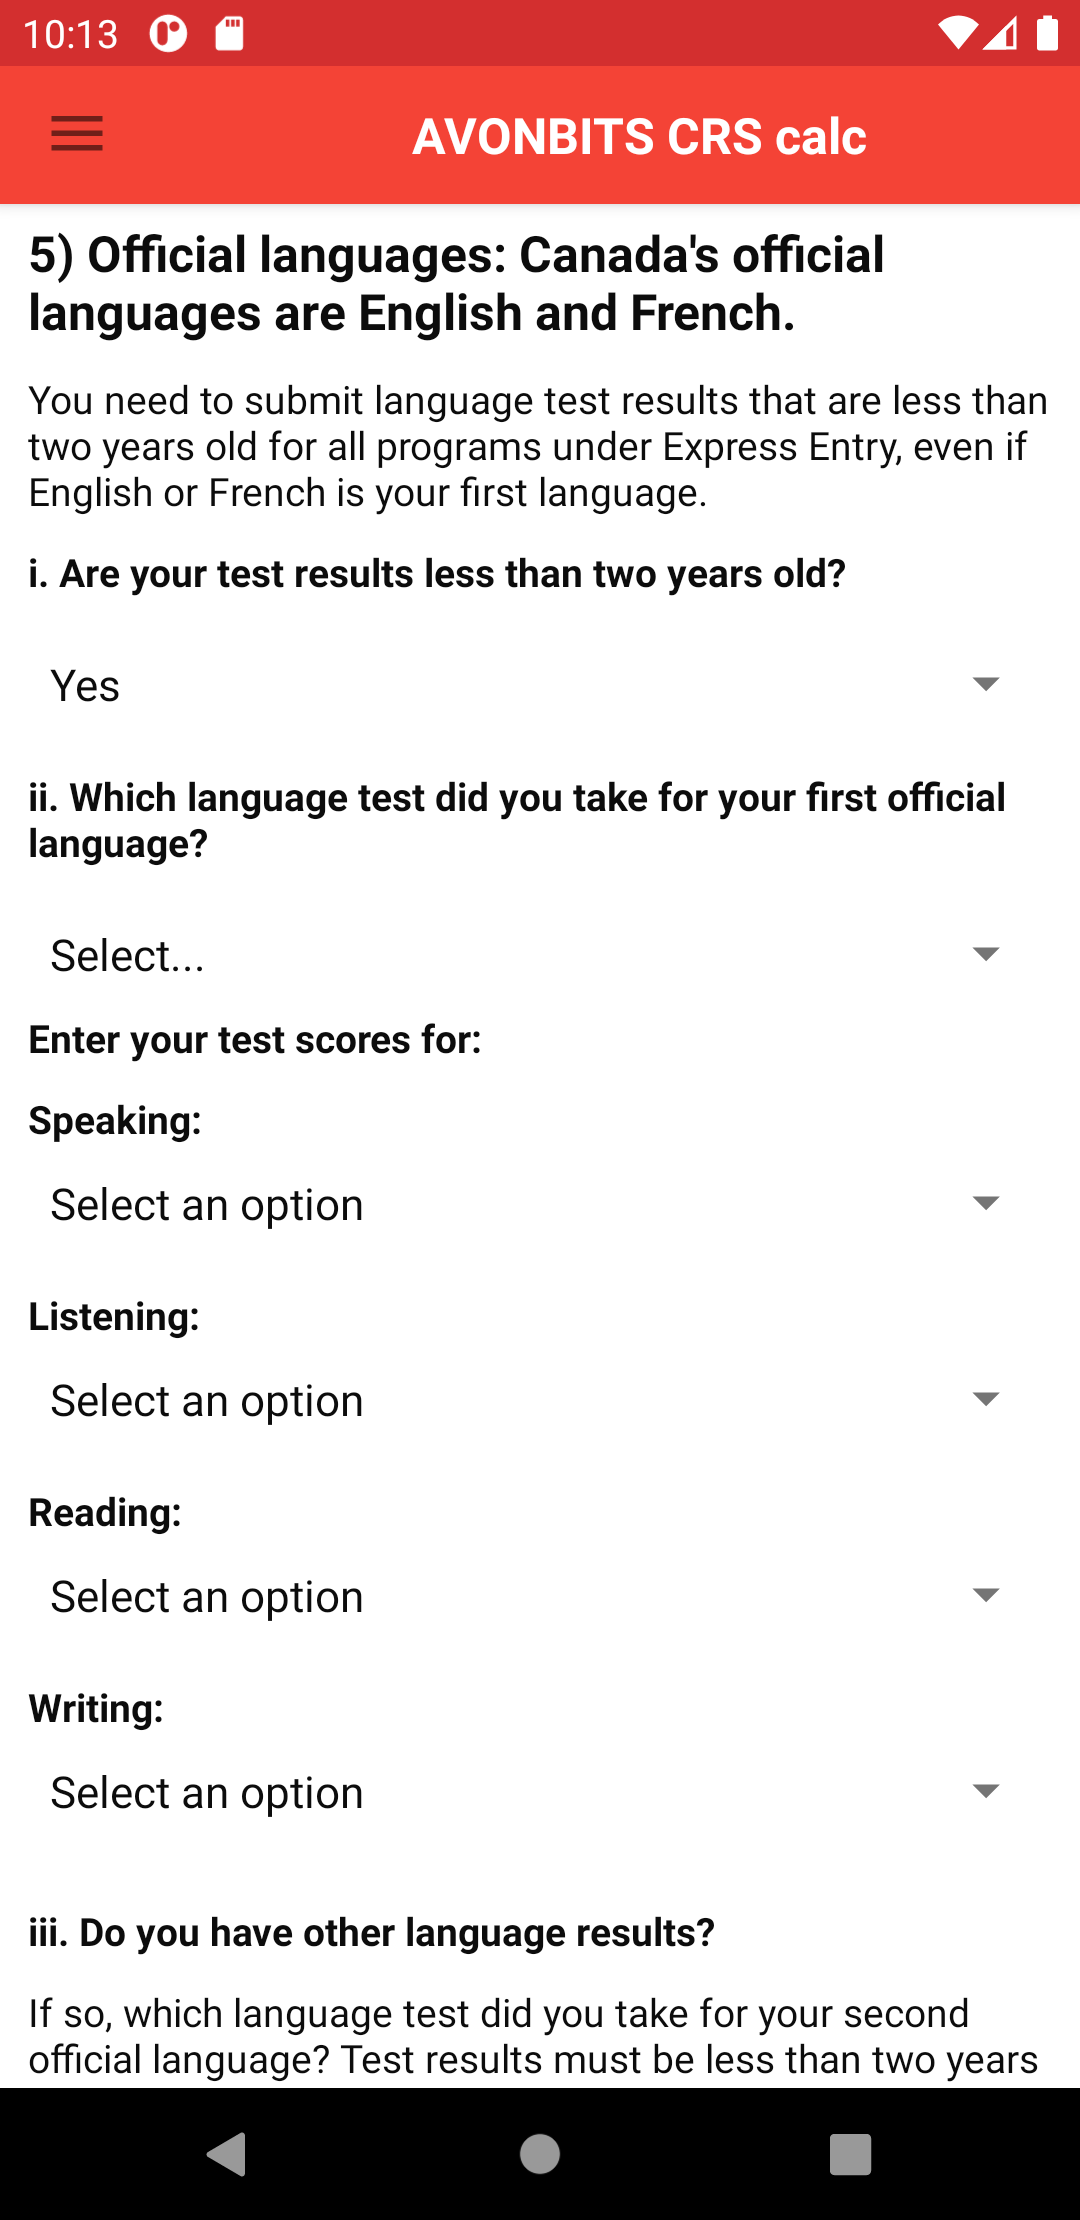 10:13
AVONBITS CRS calc
5) Official languages: Canada's official
languages are English and French.
You need to submit language test results that are less than
two years old for all programs under Express Entry, even if
English or French is your first language.
i. Are your test results less than two years old?
Yes
ii. Which language test did you take for your first official
language?
Select...
Enter your test scores for:
Speaking:
Select an option
Listening:
Select an option
Reading:
Select an option
Writing:
Select an option
iii. Do you have other language results?
If so, which language test did you take for your second
official language? Test results must be less than two years